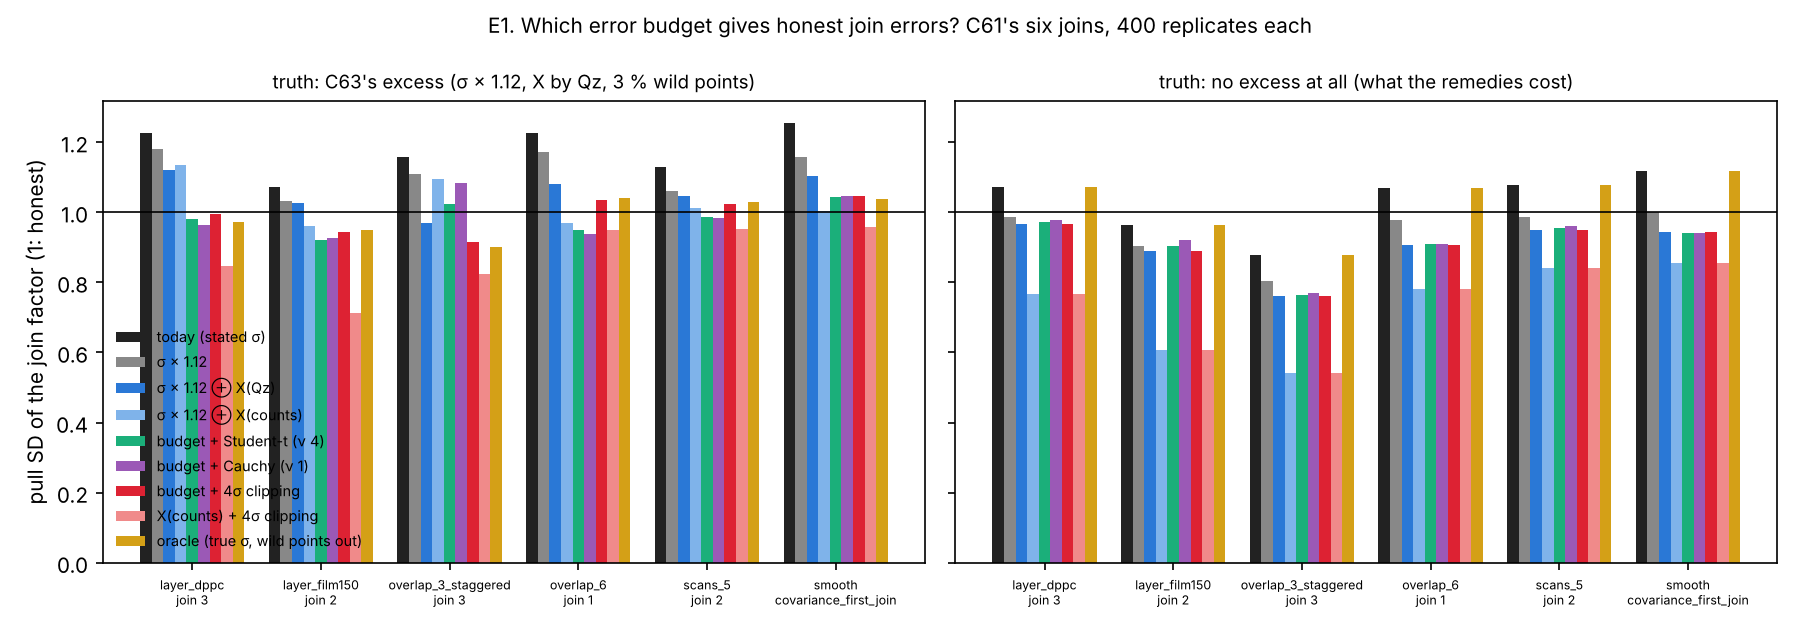 E1. Which error budget gives honest join errors? C61's six joins, 400 replicates each
truth: C63's excess (σ × 1.12, X by Qz, 3 % wild points)
truth: no excess at all (what the remedies cost)
pull SD of the join factor (1: honest)
1.2
1.0
0.8
0.6
0.4
0.2
0.0
today (stated σ)
σ × 1.12
σ × 1.12 ⊕ X(Qz)
σ × 1.12 ⊕ X(counts)
budget + Student-t (ν 4)
budget + Cauchy (ν 1)
budget + 4σ clipping
X(counts) + 4σ clipping
oracle (true σ, wild points out)
layer_dppc
join 3
layer_film150
join 2
overlap_3_staggered
join 3
overlap_6
join 1
scans_5
join 2
smooth
covariance_first_join
layer_dppc
join 3
layer_film150
join 2
overlap_3_staggered
join 3
overlap_6
join 1
scans_5
join 2
smooth
covariance_first_join